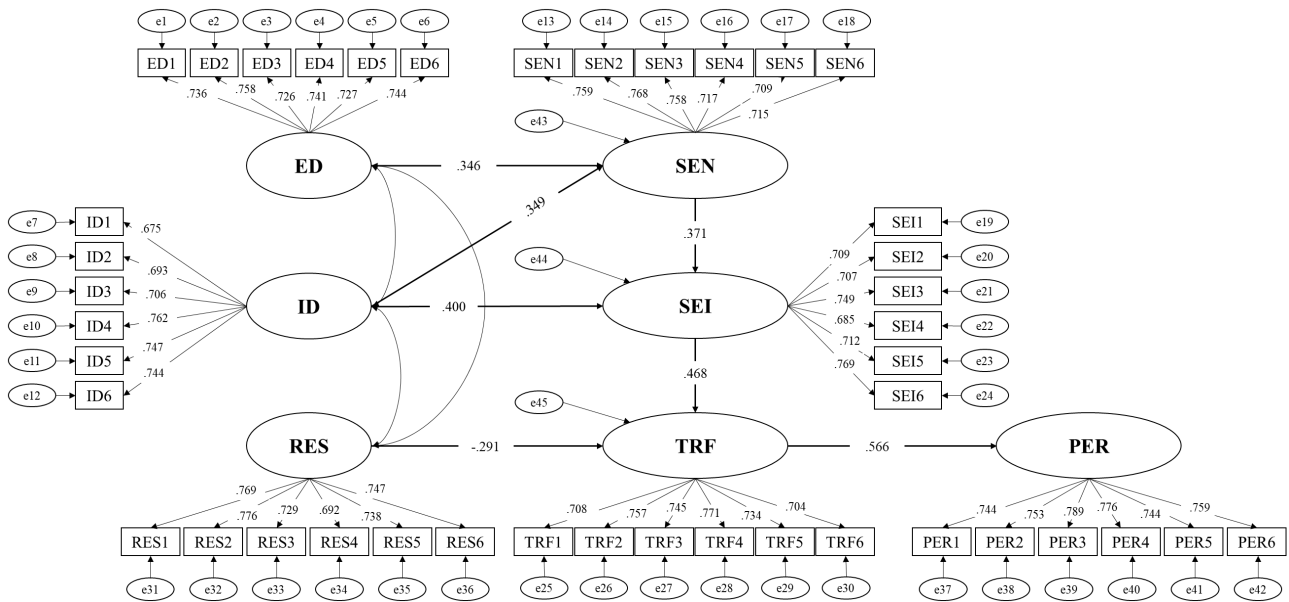 e1 e2 e3 e4 e5 e6
ED1 ED2 ED3 ED4 ED5 ED6
.736 .758 .726 .741 .727 .744
ED
e13 e14 e15 e16 e17 e18
SEN1 SEN2 SEN3 SEN4 SEN5 SEN6
.759 .768 .758 .717 .709 .715
e43
SEN
.346
.349
.371
e7 ID1 .675
e8 ID2 .693
e9 ID3 .706
e10 ID4 .762
e11 ID5 .747
e12 ID6 .744
ID
.400
e44
SEI
.709 SEI1 e19
.707 SEI2 e20
.749 SEI3 e21
.685 SEI4 e22
.712 SEI5 e23
.769 SEI6 e24
.468
e45
RES
-.291
TRF
.566
PER
.769 .776 .729 .692 .738 .747
RES1 RES2 RES3 RES4 RES5 RES6
e31 e32 e33 e34 e35 e36
.708 .757 .745 .771 .734 .704
TRF1 TRF2 TRF3 TRF4 TRF5 TRF6
e25 e26 e27 e28 e29 e30
.744 .753 .789 .776 .744 .759
PER1 PER2 PER3 PER4 PER5 PER6
e37 e38 e39 e40 e41 e42